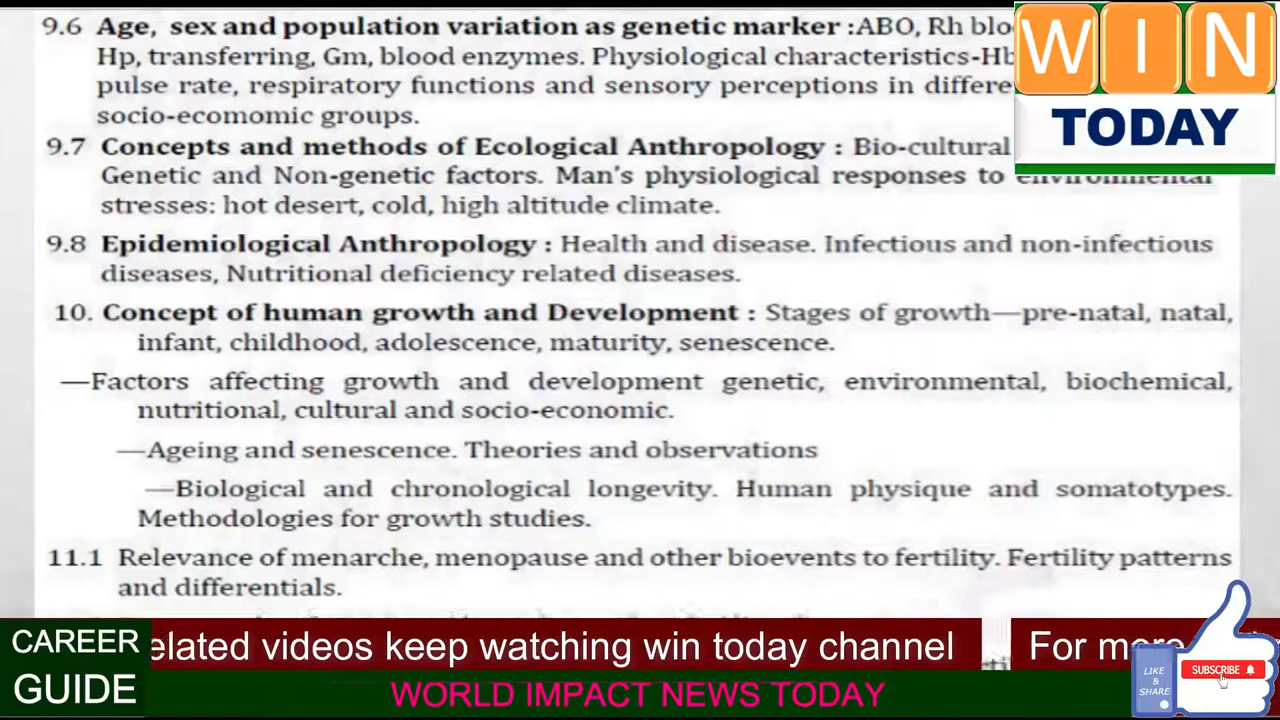 9.6 Age, sex and population variation as genetic marker :ABO, Rh
Hp, transferring, Gm, blood enzymes. Physiological characteristics-Hb
pulse rate, respiratory functions and sensory perceptions in
socio-ecomomic groups.
9.7 Concepts and methods of Ecological Anthropology : Bio-cultural
Genetic and Non-genetic factors. Man's physiological responses to environmental
stresses: hot desert, cold, high altitude climate.
9.8 Epidemiological Anthropology : Health and disease. Infectious and non-infectious
diseases, Nutritional deficiency related diseases.
10. Concept of human growth and Development : Stages of growth—pre-natal, natal,
infant, childhood, adolescence, maturity, senescence.
—Factors affecting growth and development genetic, environmental, biochemical,
nutritional, cultural and socio-economic.
—Ageing and senescence. Theories and observations
—Biological and chronological longevity. Human physique and somatotypes.
Methodologies for growth studies.
11.1 Relevance of menarche, menopause and other bioevents to fertility. Fertility patterns
and differentials.
WIN
TODAY
CAREER
GUIDE
elated videos keep watching win today channel
For more
WORLD IMPACT NEWS TODAY
LIKE
&
SHARE
SUBSCRIBE